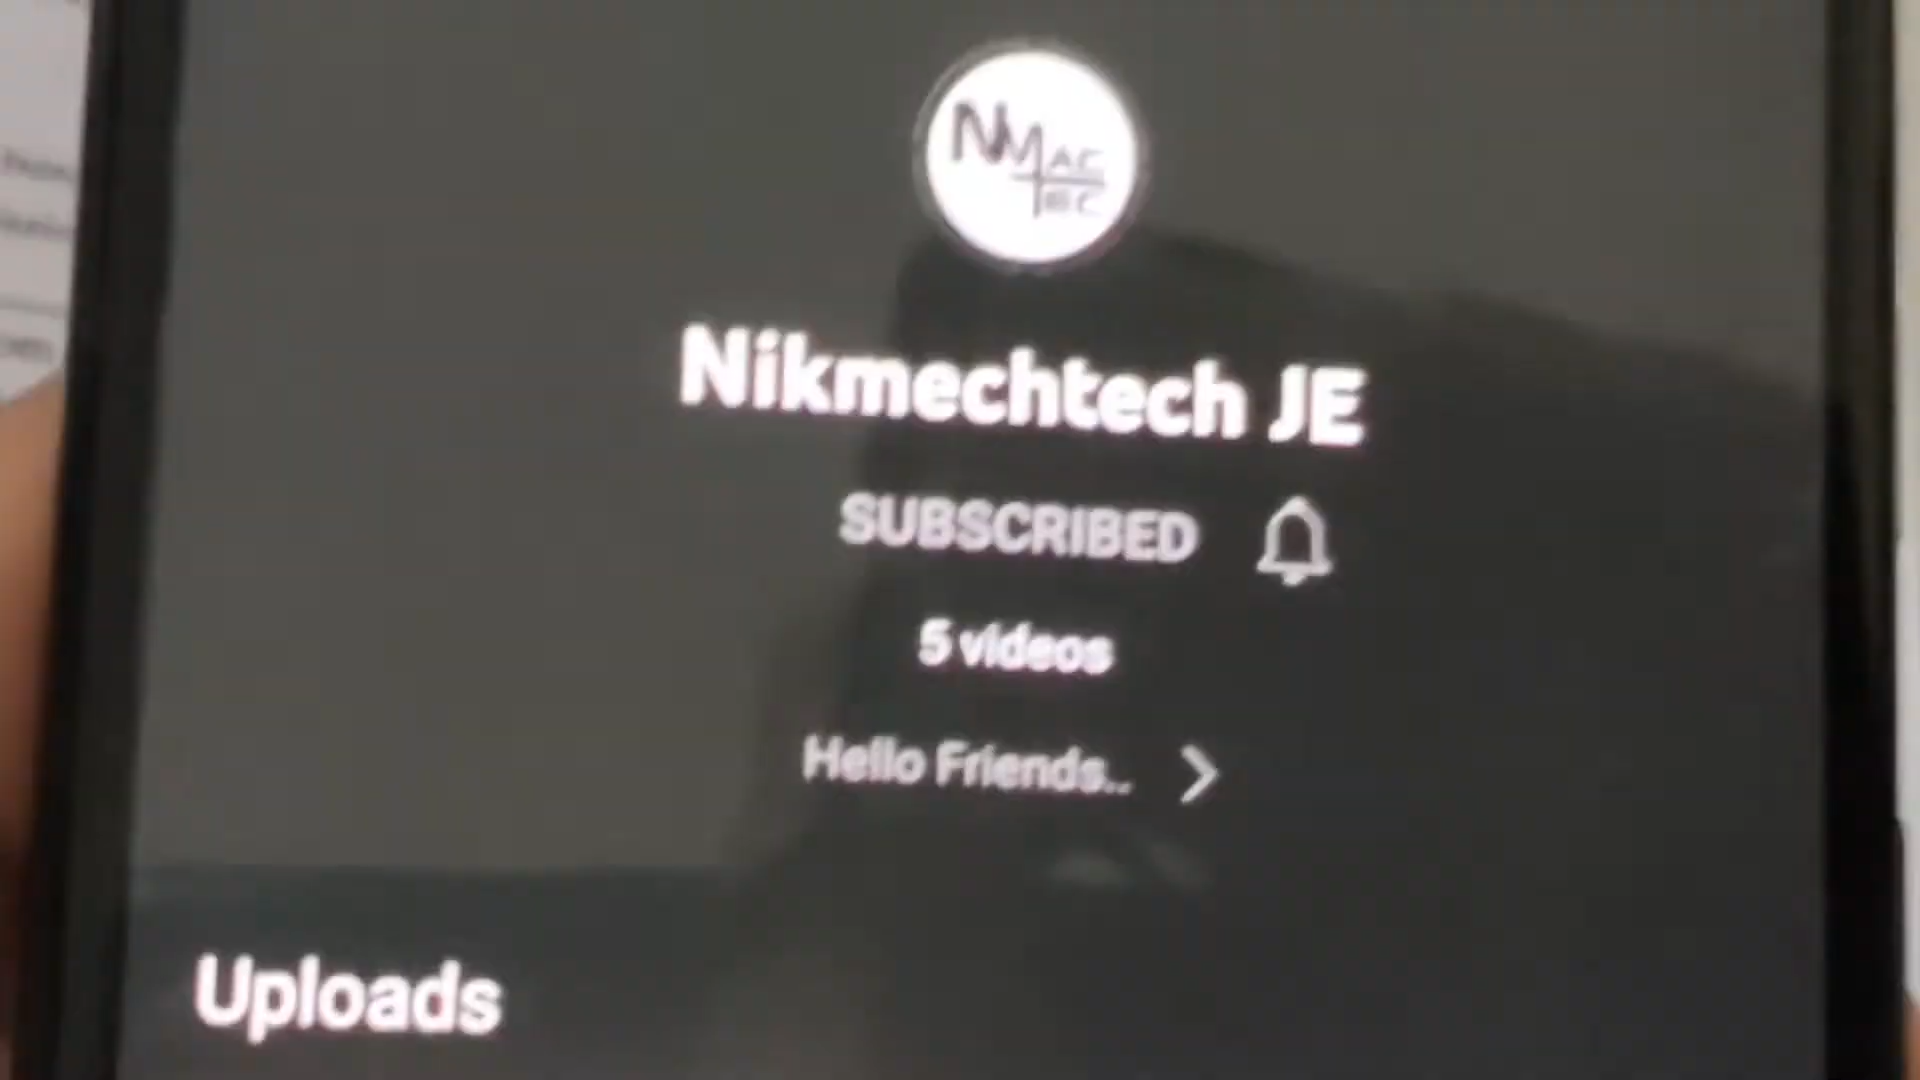 Nikmechtech JE
SUBSCRIBED
5 videos
Hello Friends..
Uploads